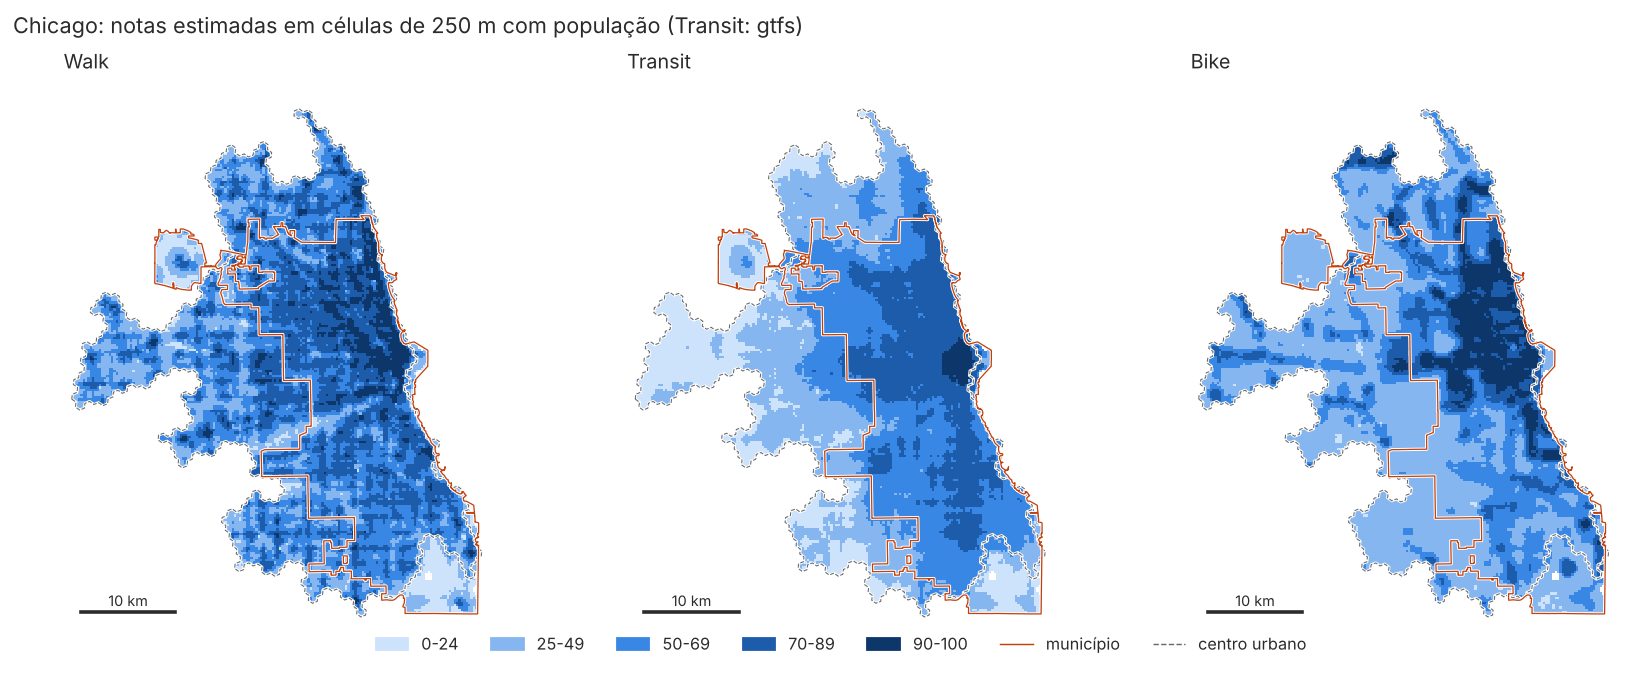 Chicago: notas estimadas em células de 250 m com população (Transit: gtfs)
Walk
Transit
Bike
10 km
10 km
10 km
0-24
25-49
50-69
70-89
90-100
município
centro urbano